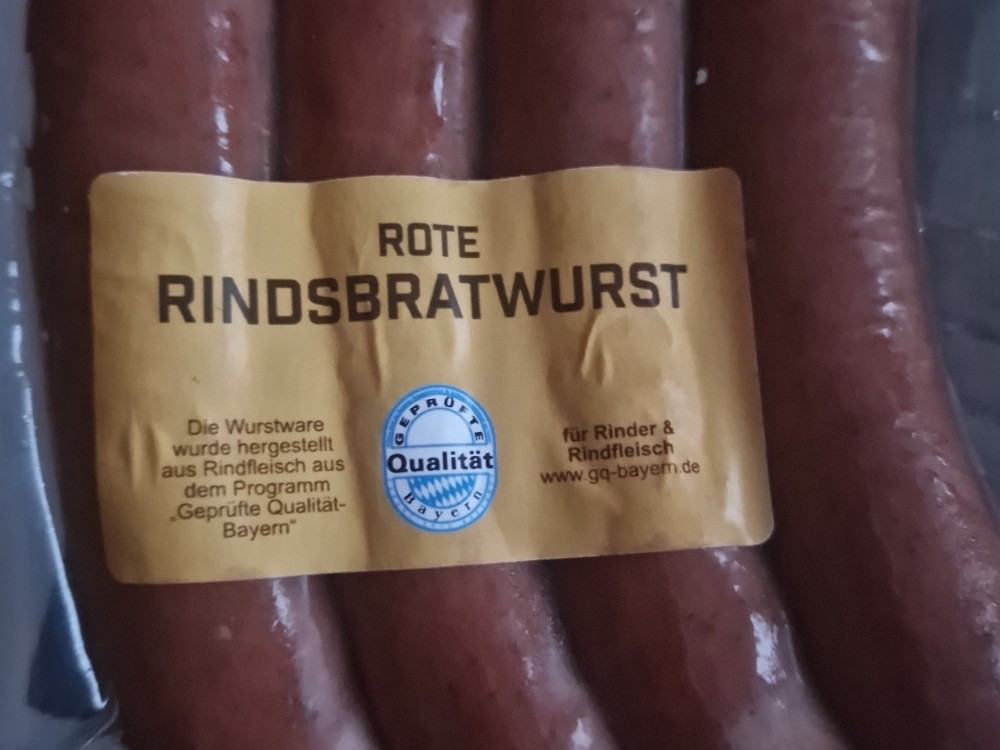 ROTE
RINDSBRATWURST
Die Wurstware
wurde hergestellt
aus Rindfleisch aus
dem Programm
„Geprüfte Qualität-
Bayern“
GEPRÜFTE
Qualität
Bayern
für Rinder &
Rindfleisch
www.gq-bayern.de